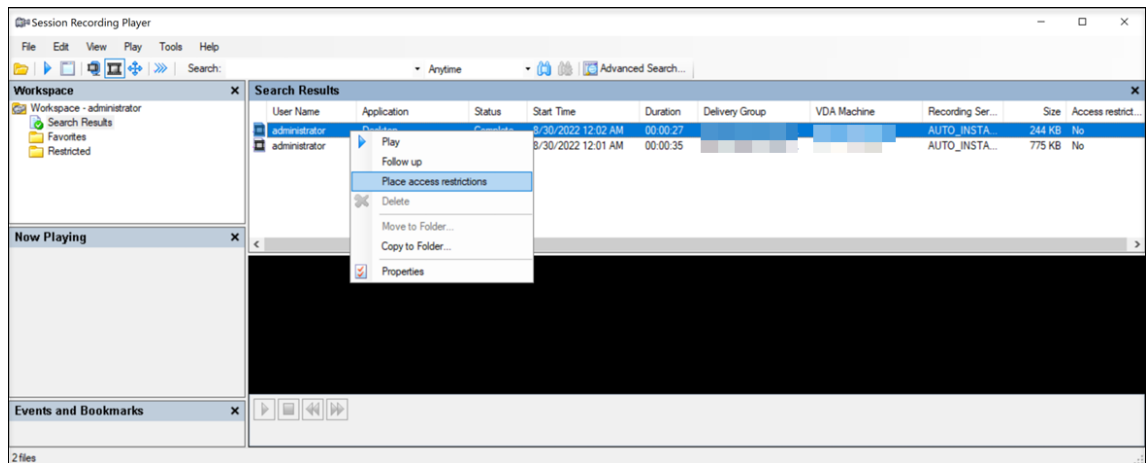 Session Recording Player
File Edit View Play Tools Help
Search: Anytime Advanced Search...
Workspace
Workspace - administrator
Search Results
Favorites
Restricted
Now Playing
Events and Bookmarks
Search Results
User Name Application Status Start Time Duration Delivery Group VDA Machine Recording Ser... Size Access restrict...
administrator Desktop Complete 8/30/2022 12:02 AM 00:00:27 AUTO_INSTA... 244 KB No
administrator 8/30/2022 12:01 AM 00:00:35 AUTO_INSTA... 775 KB No
Play
Follow up
Place access restrictions
Delete
Move to Folder...
Copy to Folder...
Properties
2 files